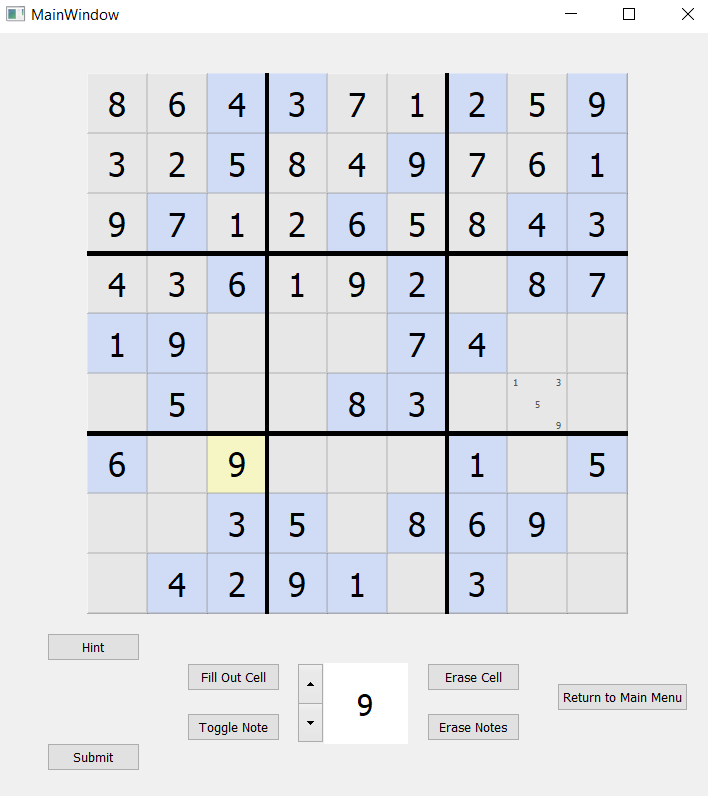 MainWindow
8 6 4 3 7 1 2 5 9
3 2 5 8 4 9 7 6 1
9 7 1 2 6 5 8 4 3
4 3 6 1 9 2 8 7
1 9 7 4
1 3
5 8 3 5
9
6 9 1 5
3 5 8 6 9
4 2 9 1 3
Hint
Fill Out Cell
Erase Cell
9
Return to Main Menu
Toggle Note
Erase Notes
Submit